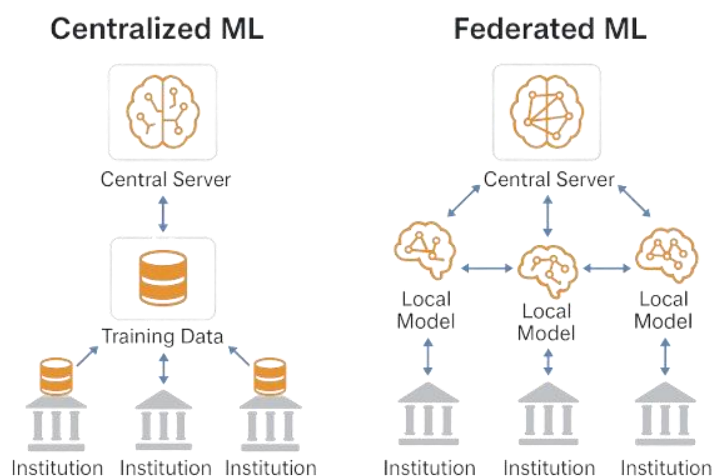 Centralized ML
Central Server
Training Data
Institution Institution Institution
Federated ML
Central Server
Local
Model
Local
Model
Local
Model
Institution Institution Institution